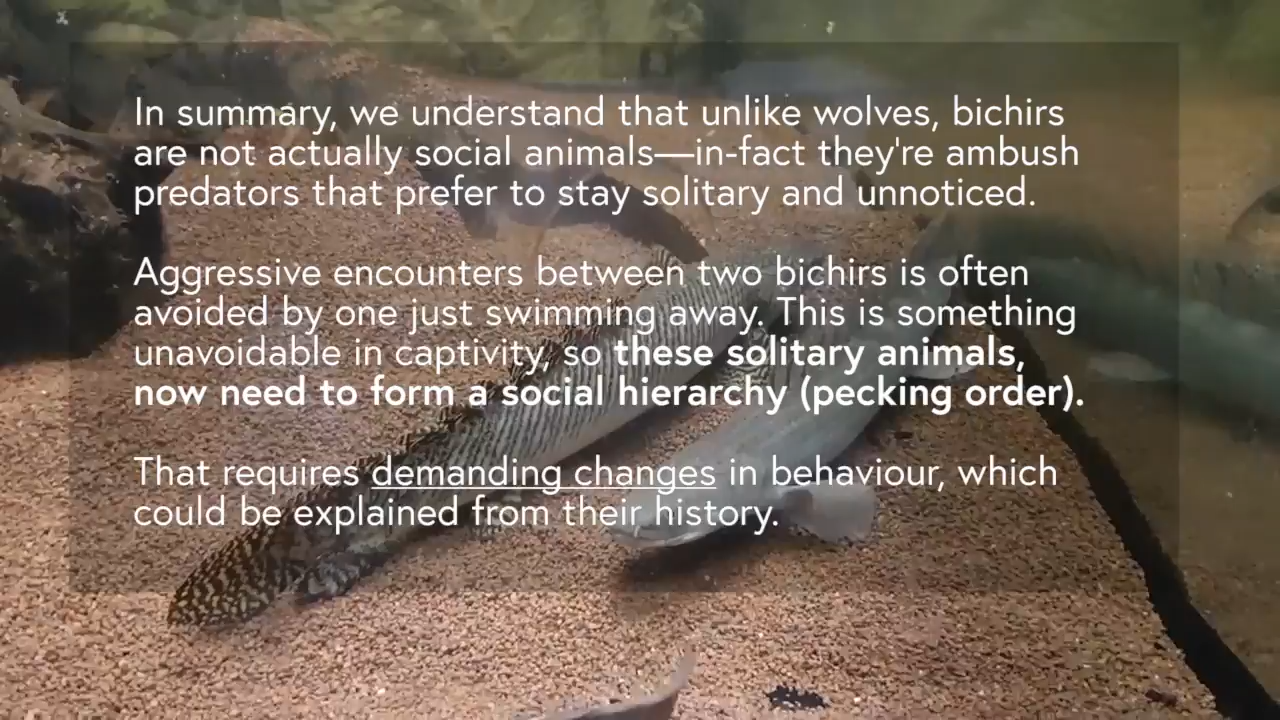 In summary, we understand that unlike wolves, bichirs
are not actually social animals—in-fact they're ambush
predators that prefer to stay solitary and unnoticed.
Aggressive encounters between two bichirs is often
avoided by one just swimming away. This is something
unavoidable in captivity, so these solitary animals,
now need to form a social hierarchy (pecking order).
That requires demanding changes in behaviour, which
could be explained from their history.